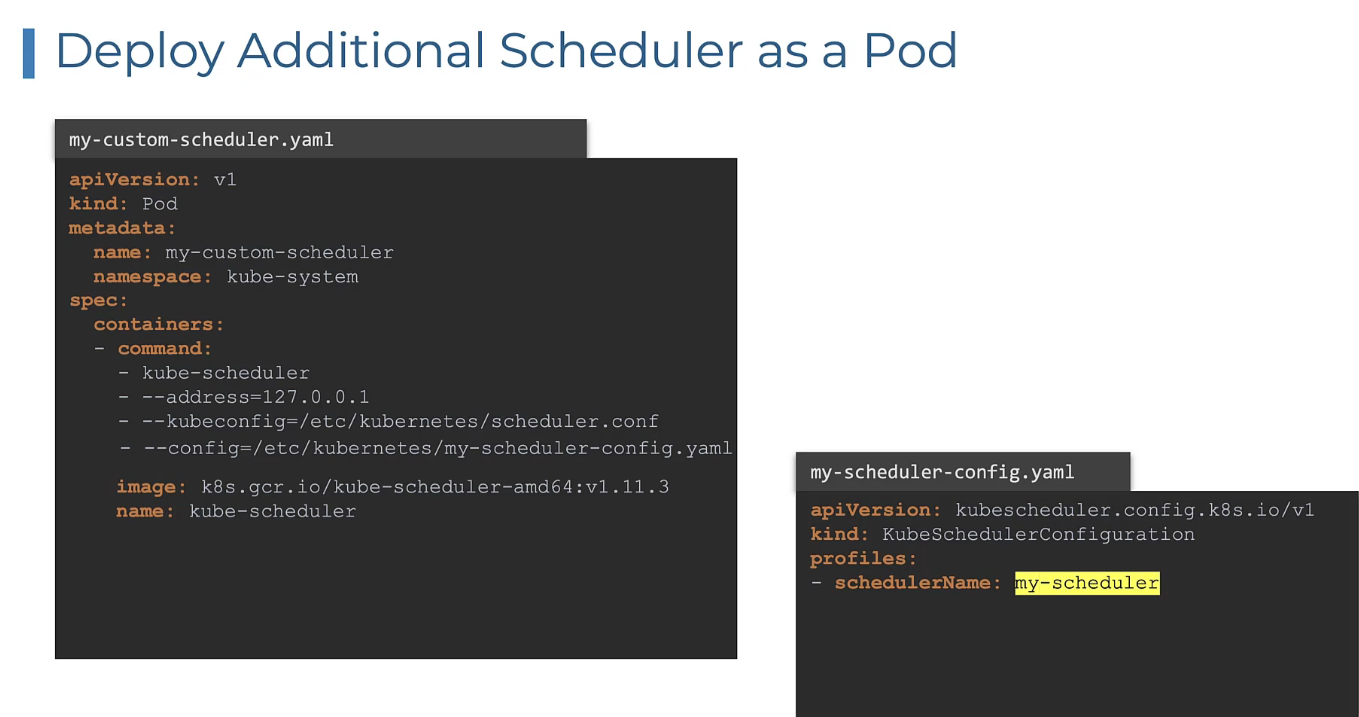 Deploy Additional Scheduler as a Pod
my-custom-scheduler.yaml
apiVersion: v1
kind: Pod
metadata:
  name: my-custom-scheduler
  namespace: kube-system
spec:
  containers:
  - command:
    - kube-scheduler
    - --address=127.0.0.1
    - --kubeconfig=/etc/kubernetes/scheduler.conf
    - --config=/etc/kubernetes/my-scheduler-config.yaml
    image: k8s.gcr.io/kube-scheduler-amd64:v1.11.3
    name: kube-scheduler
my-scheduler-config.yaml
apiVersion: kubescheduler.config.k8s.io/v1
kind: KubeSchedulerConfiguration
profiles:
- schedulerName: my-scheduler